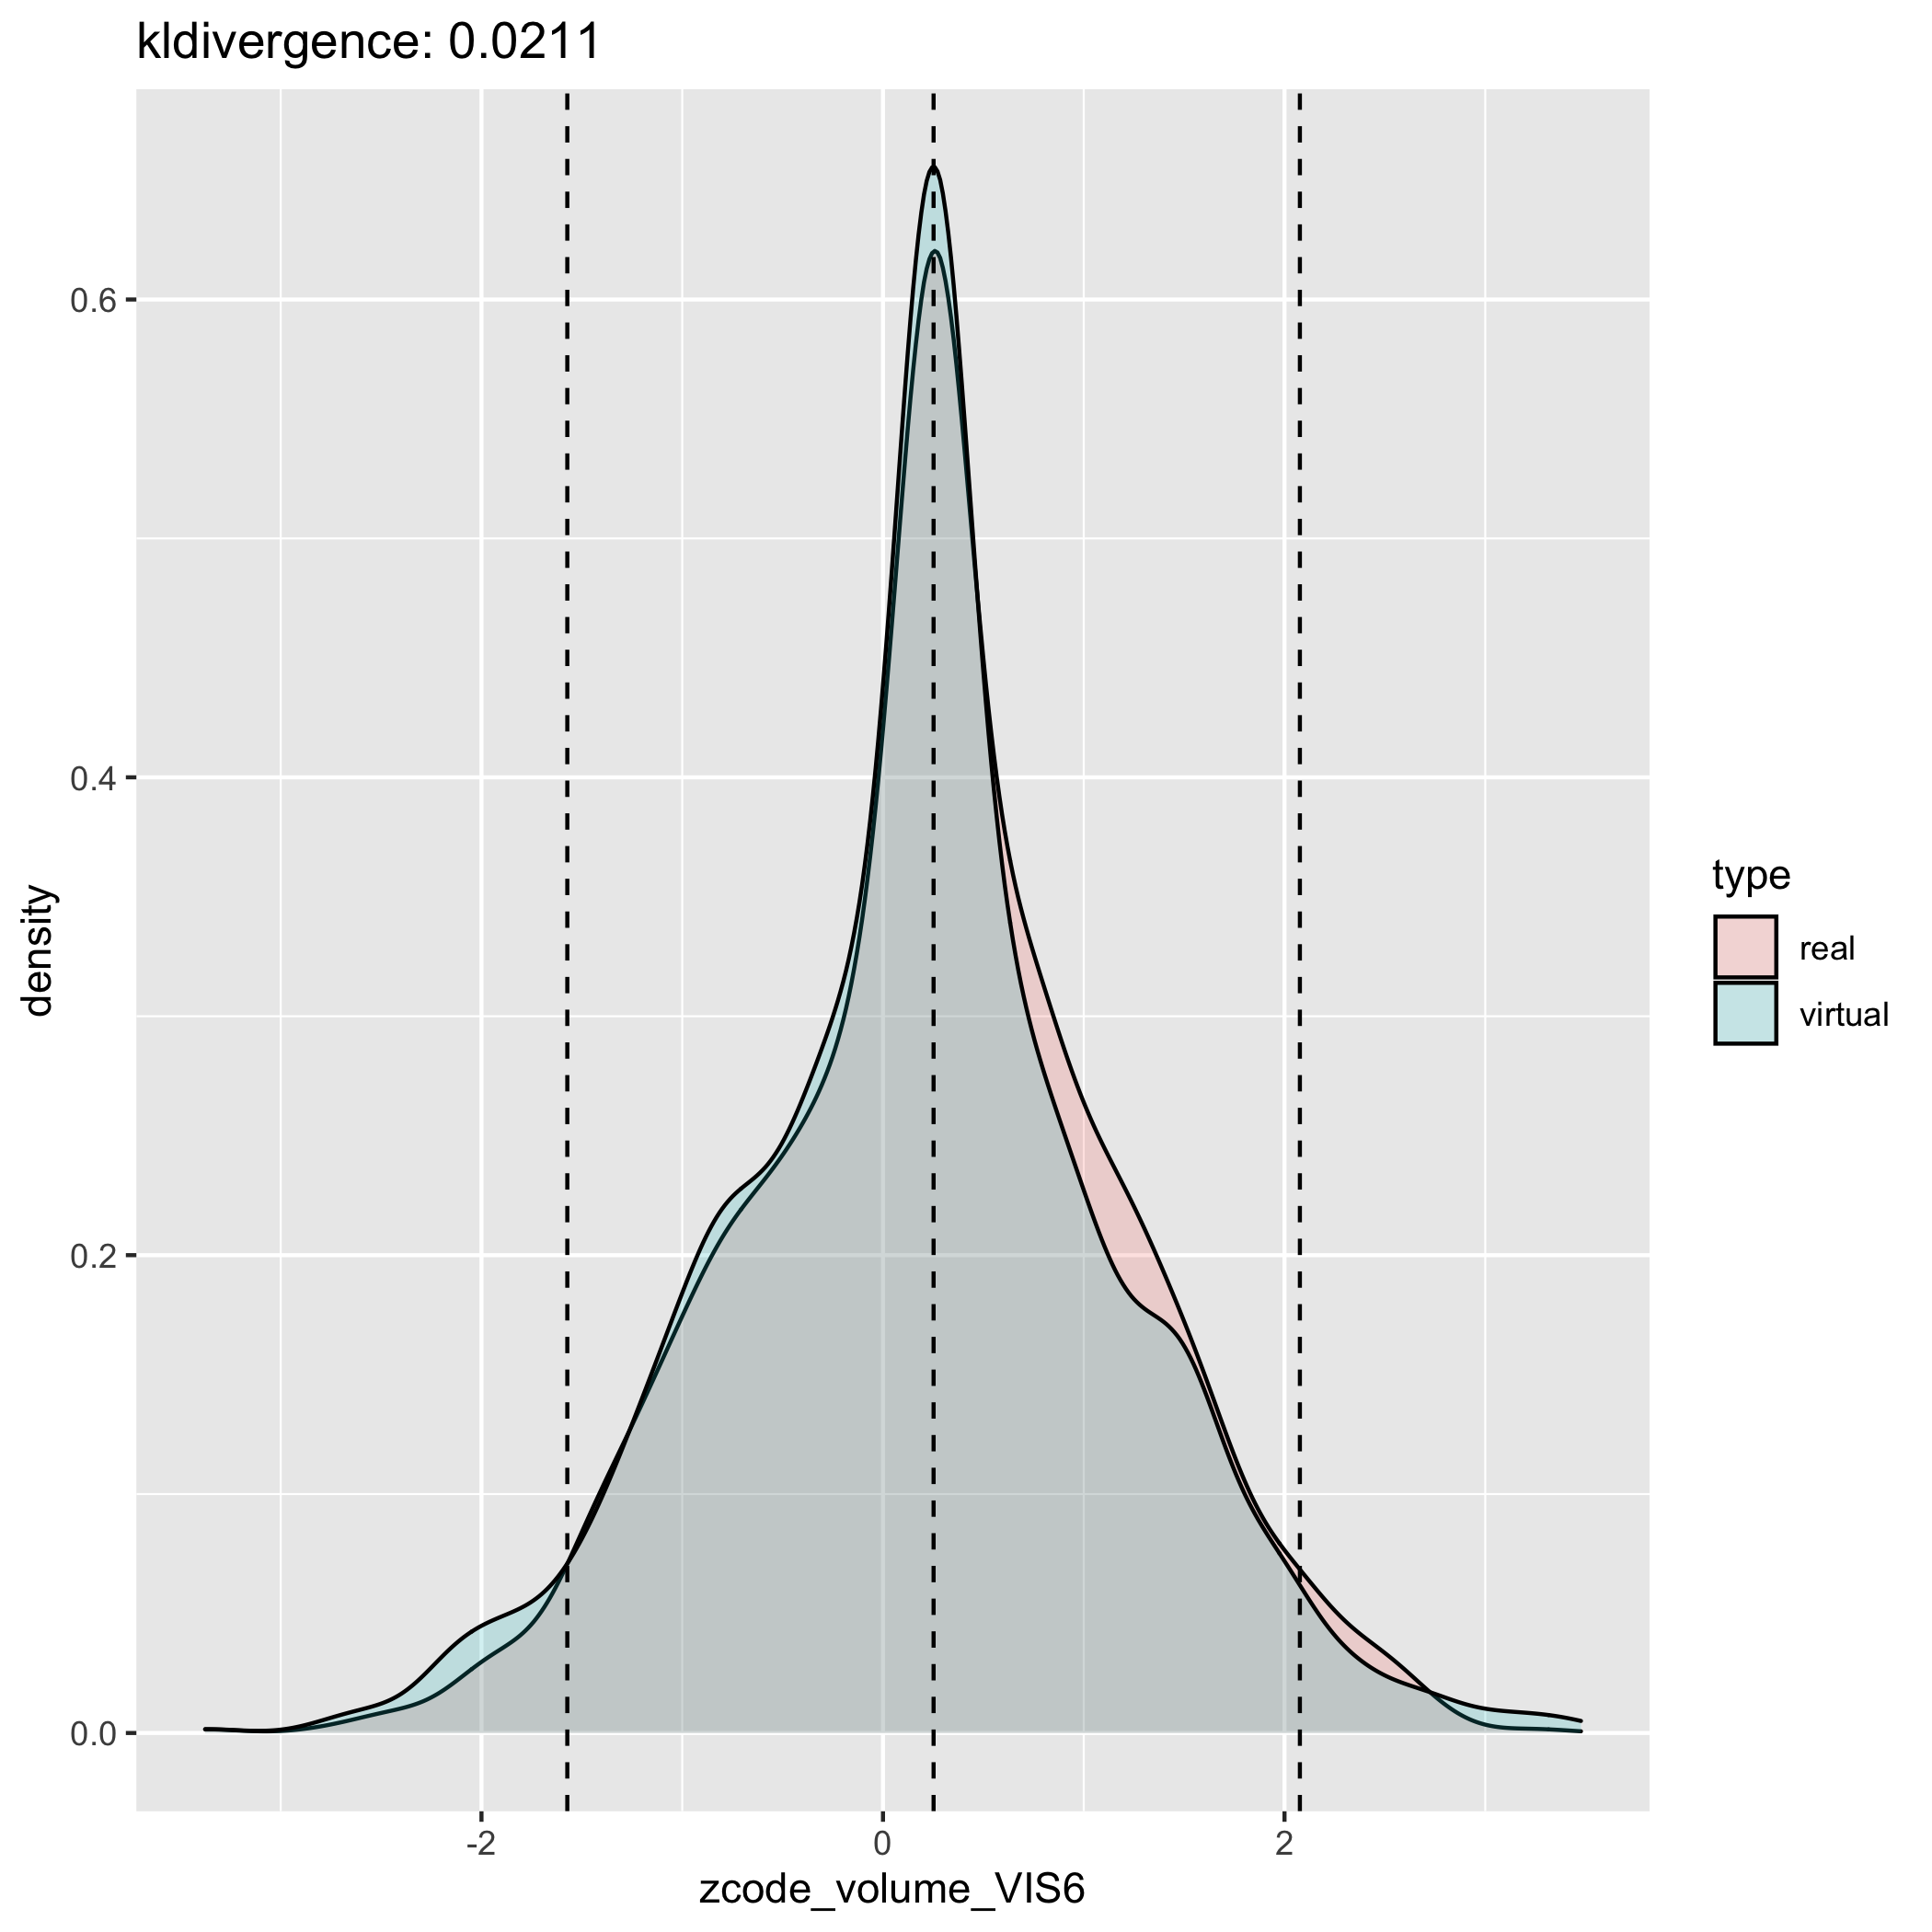 kldivergence: 0.0211
0.6
0.4
0.2
0.0
density
-2
0
2
zcode_volume_VIS6
type
real
virtual